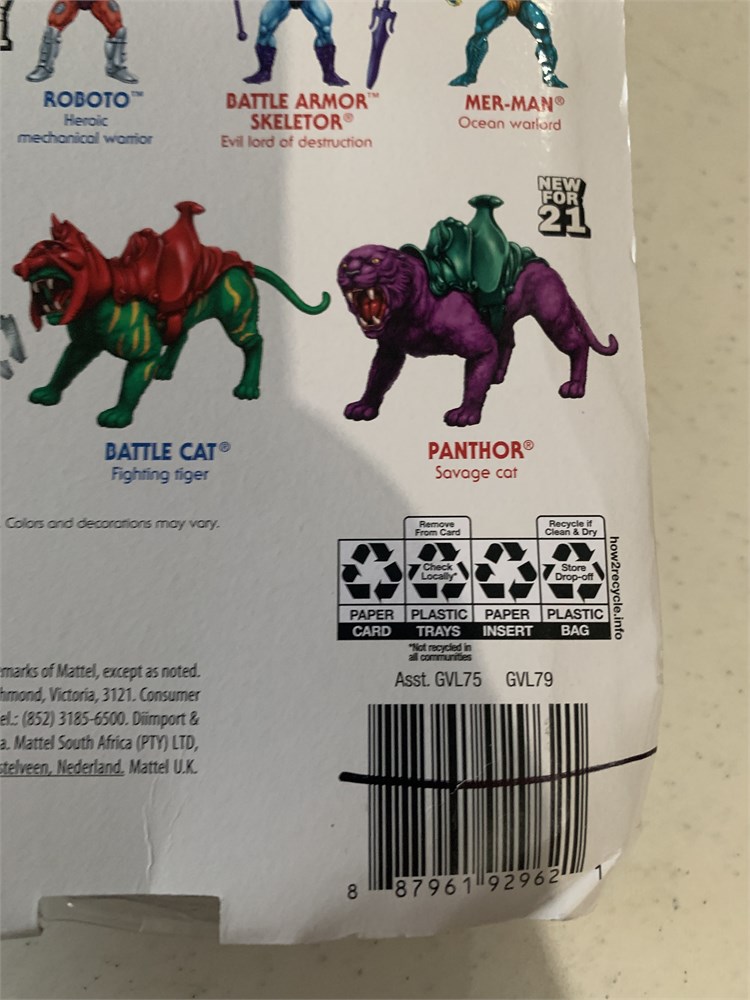 ROBOTO™
Heroic
mechanical warrior
BATTLE ARMOR™
SKELETOR®
Evil lord of destruction
MER-MAN®
Ocean warlord
NEW
FOR
21
BATTLE CAT®
Fighting tiger
PANTHOR®
Savage cat
Colors and decorations may vary.
Remove
From Card
Recycle if
Clean & Dry
Check
Locally*
Store
Drop-off
PAPER PLASTIC PAPER PLASTIC
CARD TRAYS INSERT BAG
how2recycle.info
*Not recycled in
all communities
Asst. GVL75 GVL79
emarks of Mattel, except as noted.
hmond, Victoria, 3121. Consumer
el.: (852) 3185-6500. Diimport &
a. Mattel South Africa (PTY) LTD,
stelveen, Nederland. Mattel U.K.
8 87961 92962 1